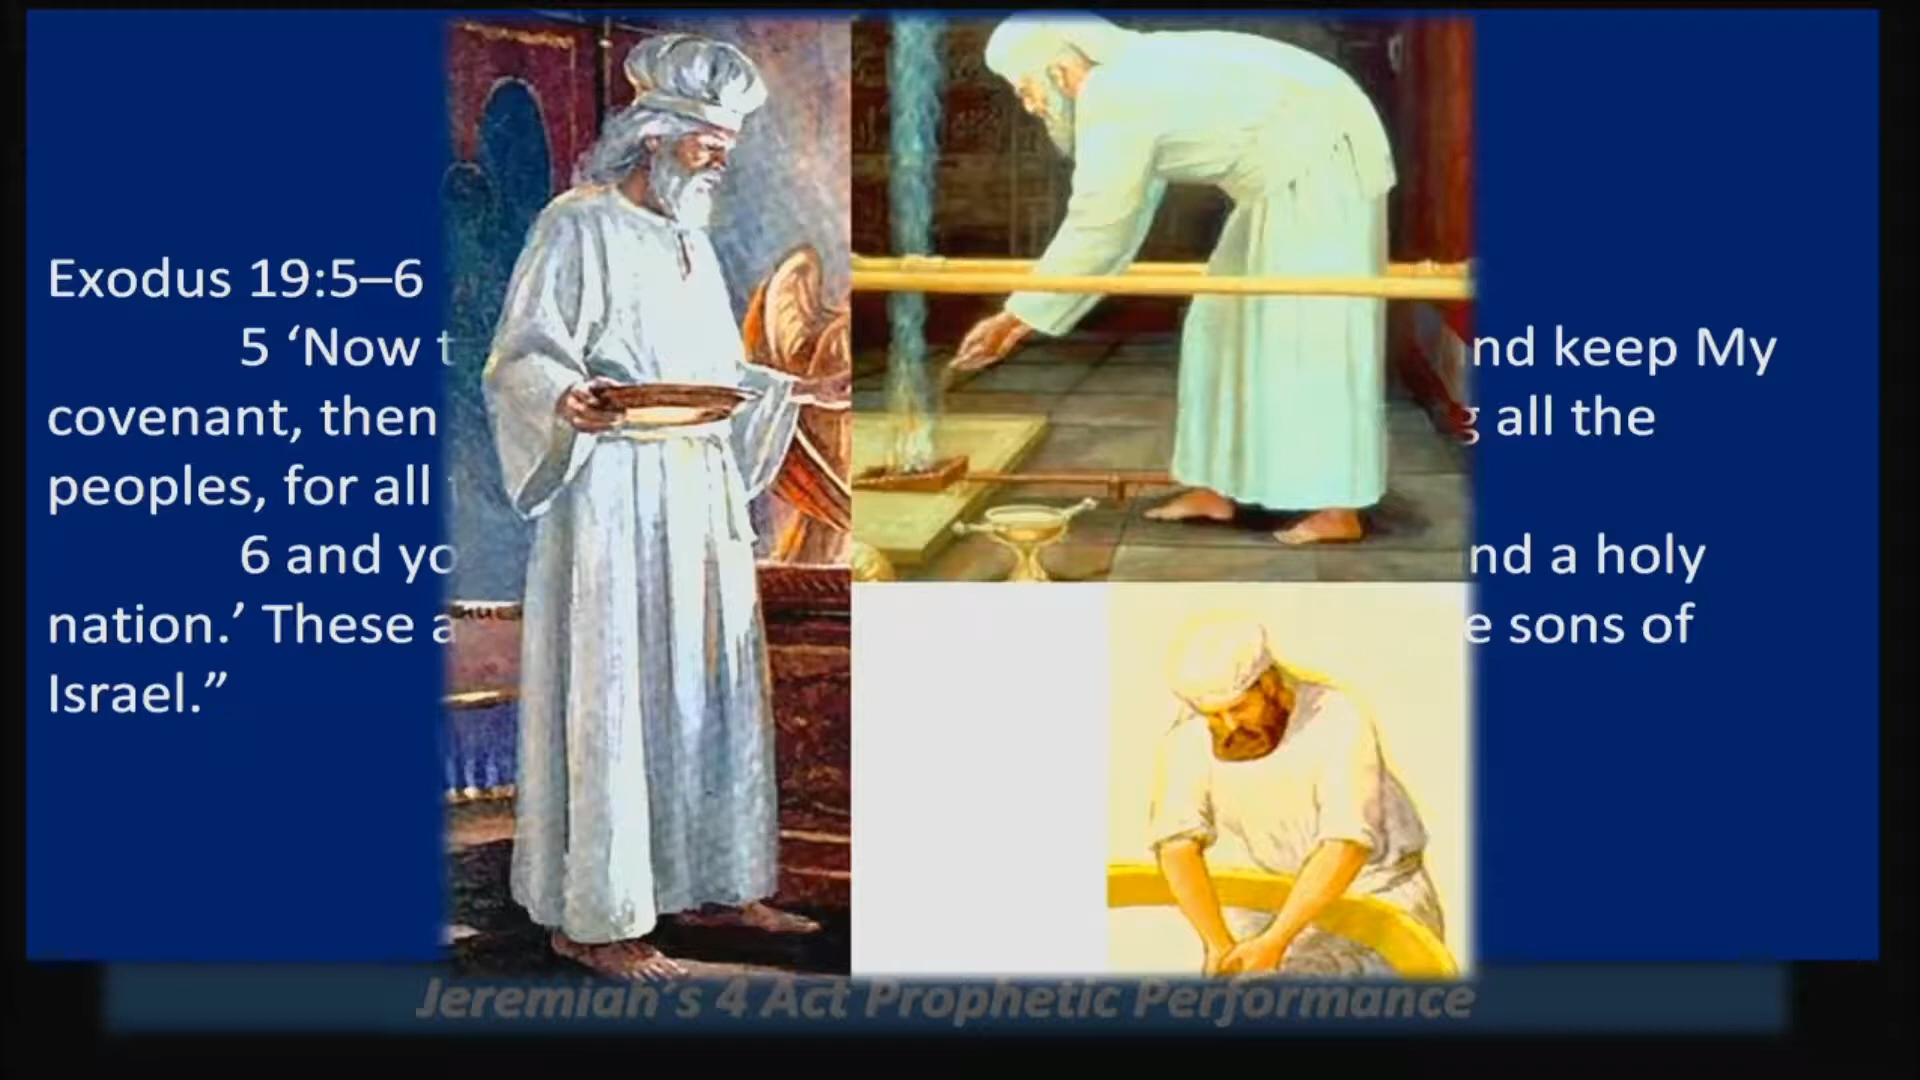 Exodus 19:5–6
5 ‘Now nd keep My
covenant, then all the
peoples, for all
6 and nd a holy
nation.’ These sons of
Israel.”
Jeremiah’s 4 Act Prophetic Performance